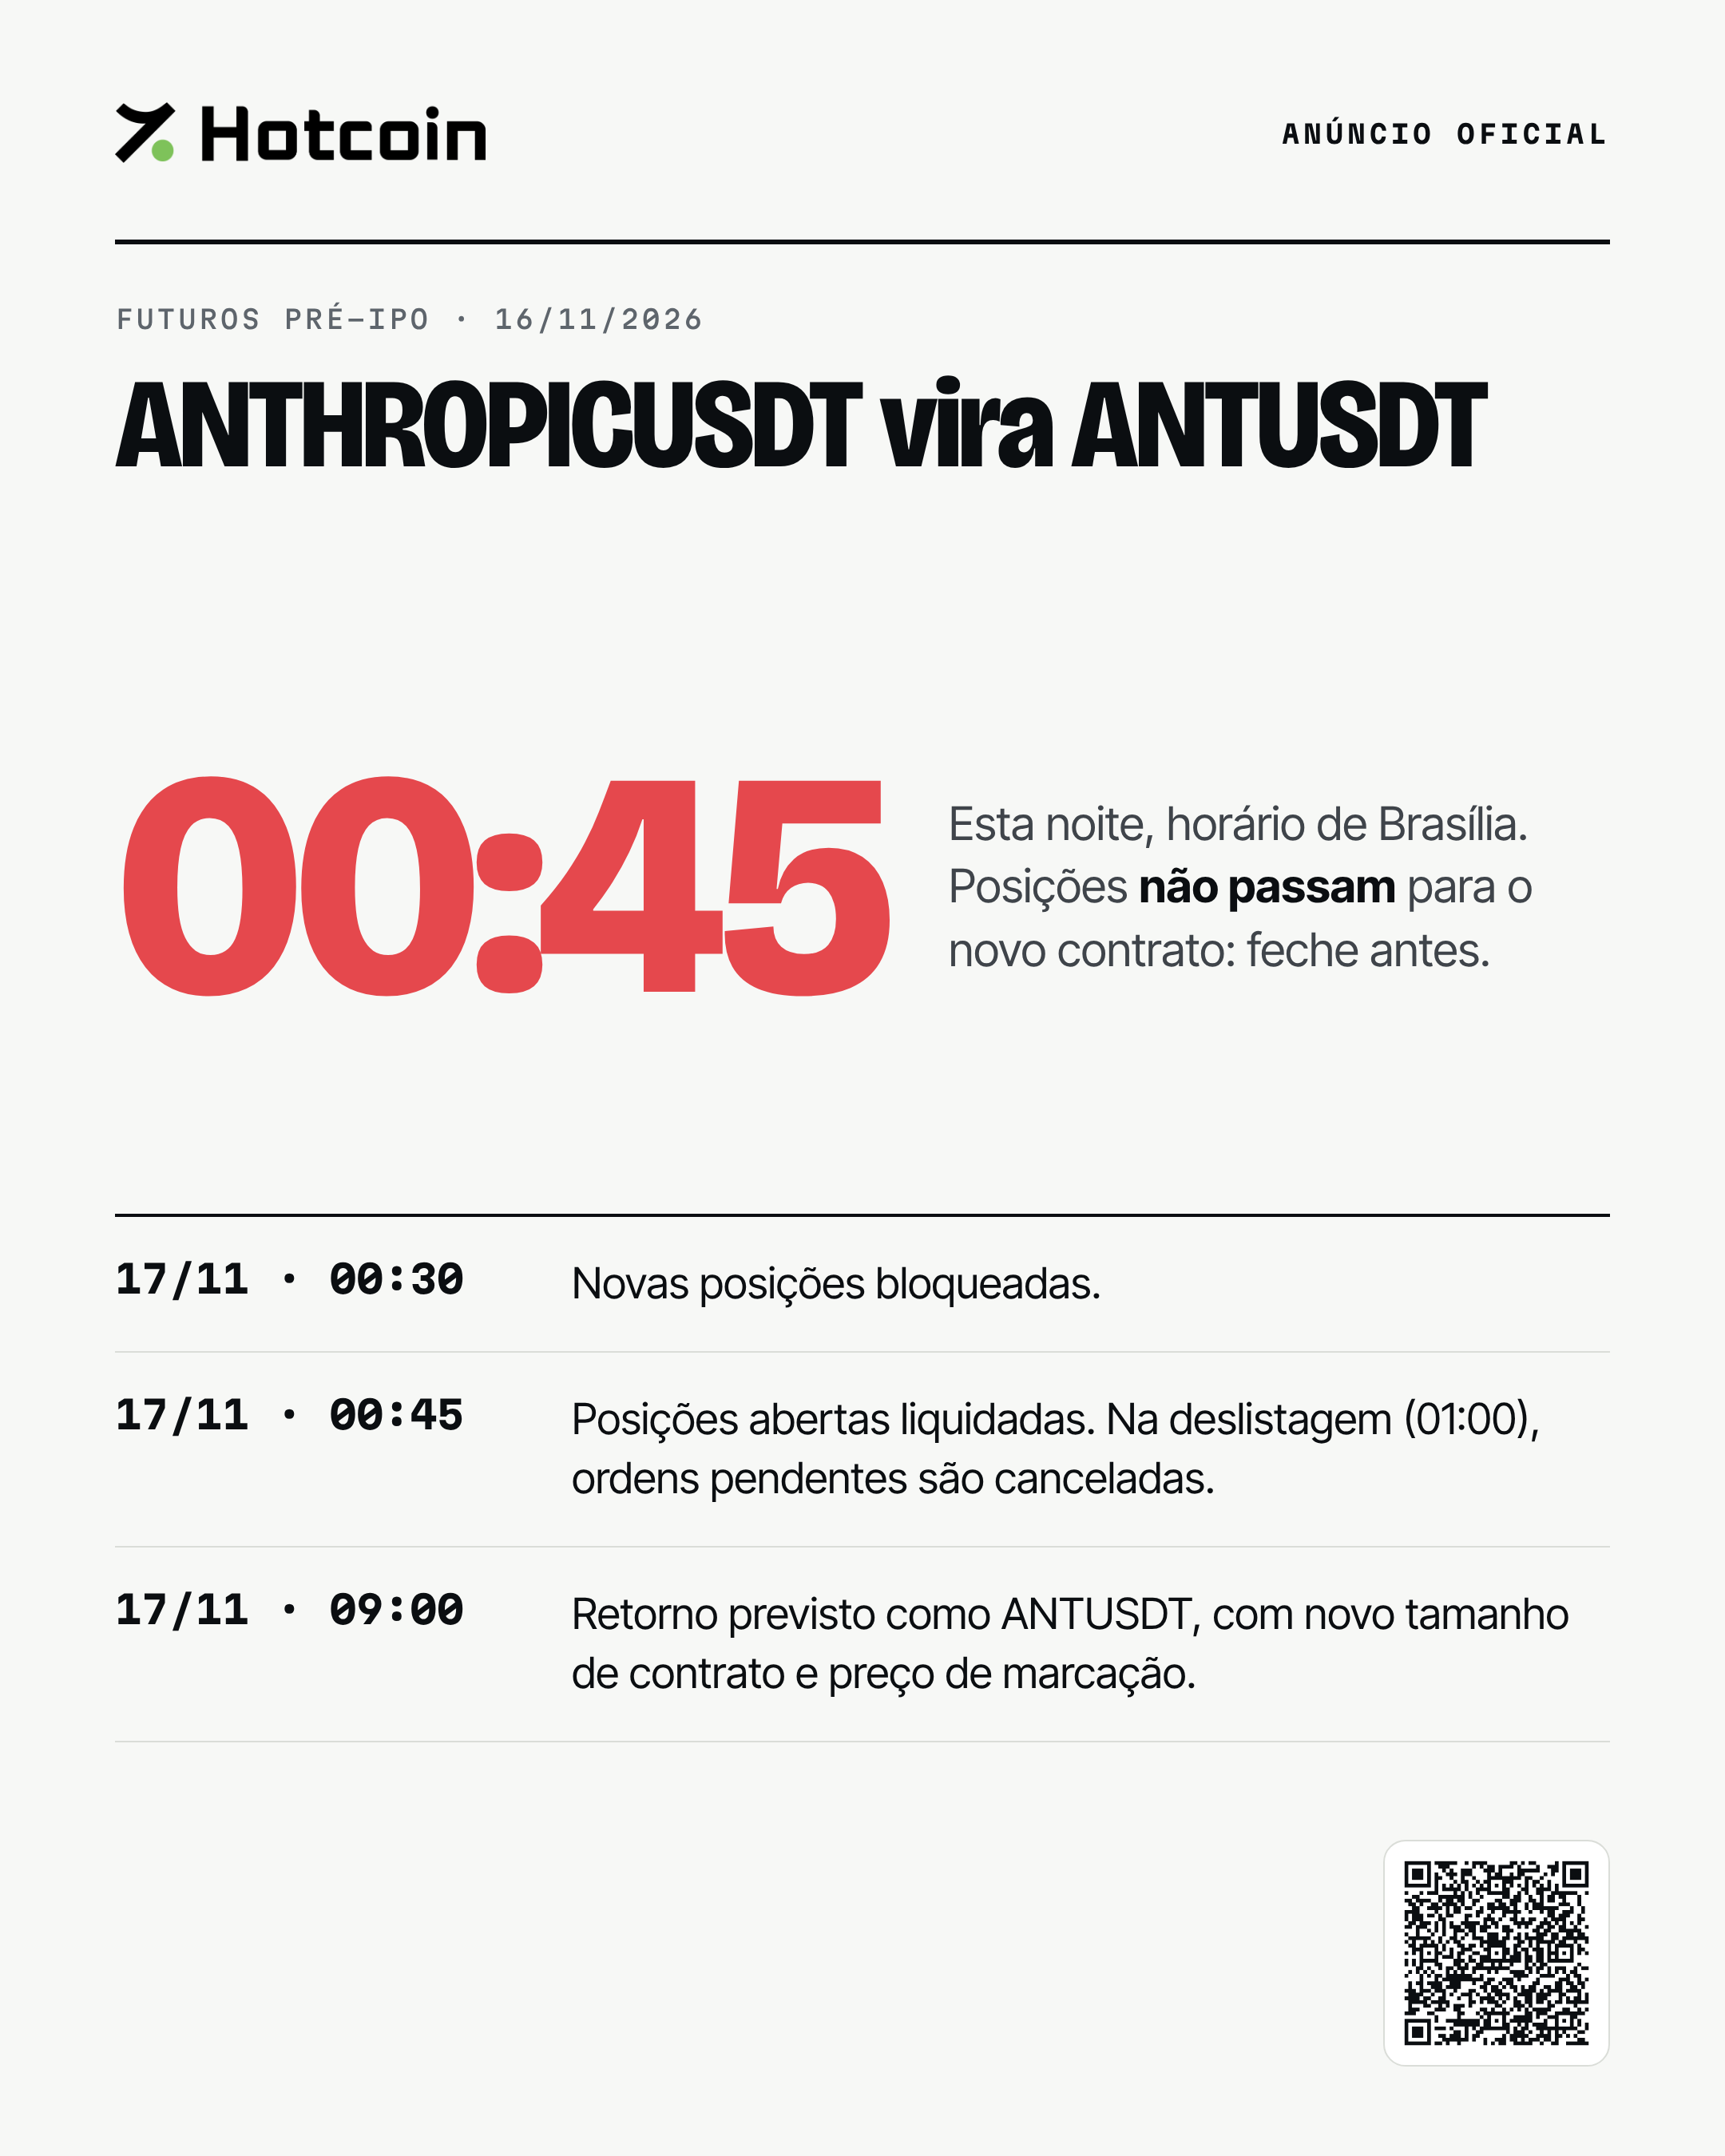 Hotcoin
ANÚNCIO OFICIAL
FUTUROS PRÉ-IPO · 16/11/2026
ANTHROPICUSDT vira ANTUSDT
00:45
Esta noite, horário de Brasília.
Posições não passam para o
novo contrato: feche antes.
17/11 · 00:30
Novas posições bloqueadas.
17/11 · 00:45
Posições abertas liquidadas. Na deslistagem (01:00),
ordens pendentes são canceladas.
17/11 · 09:00
Retorno previsto como ANTUSDT, com novo tamanho
de contrato e preço de marcação.